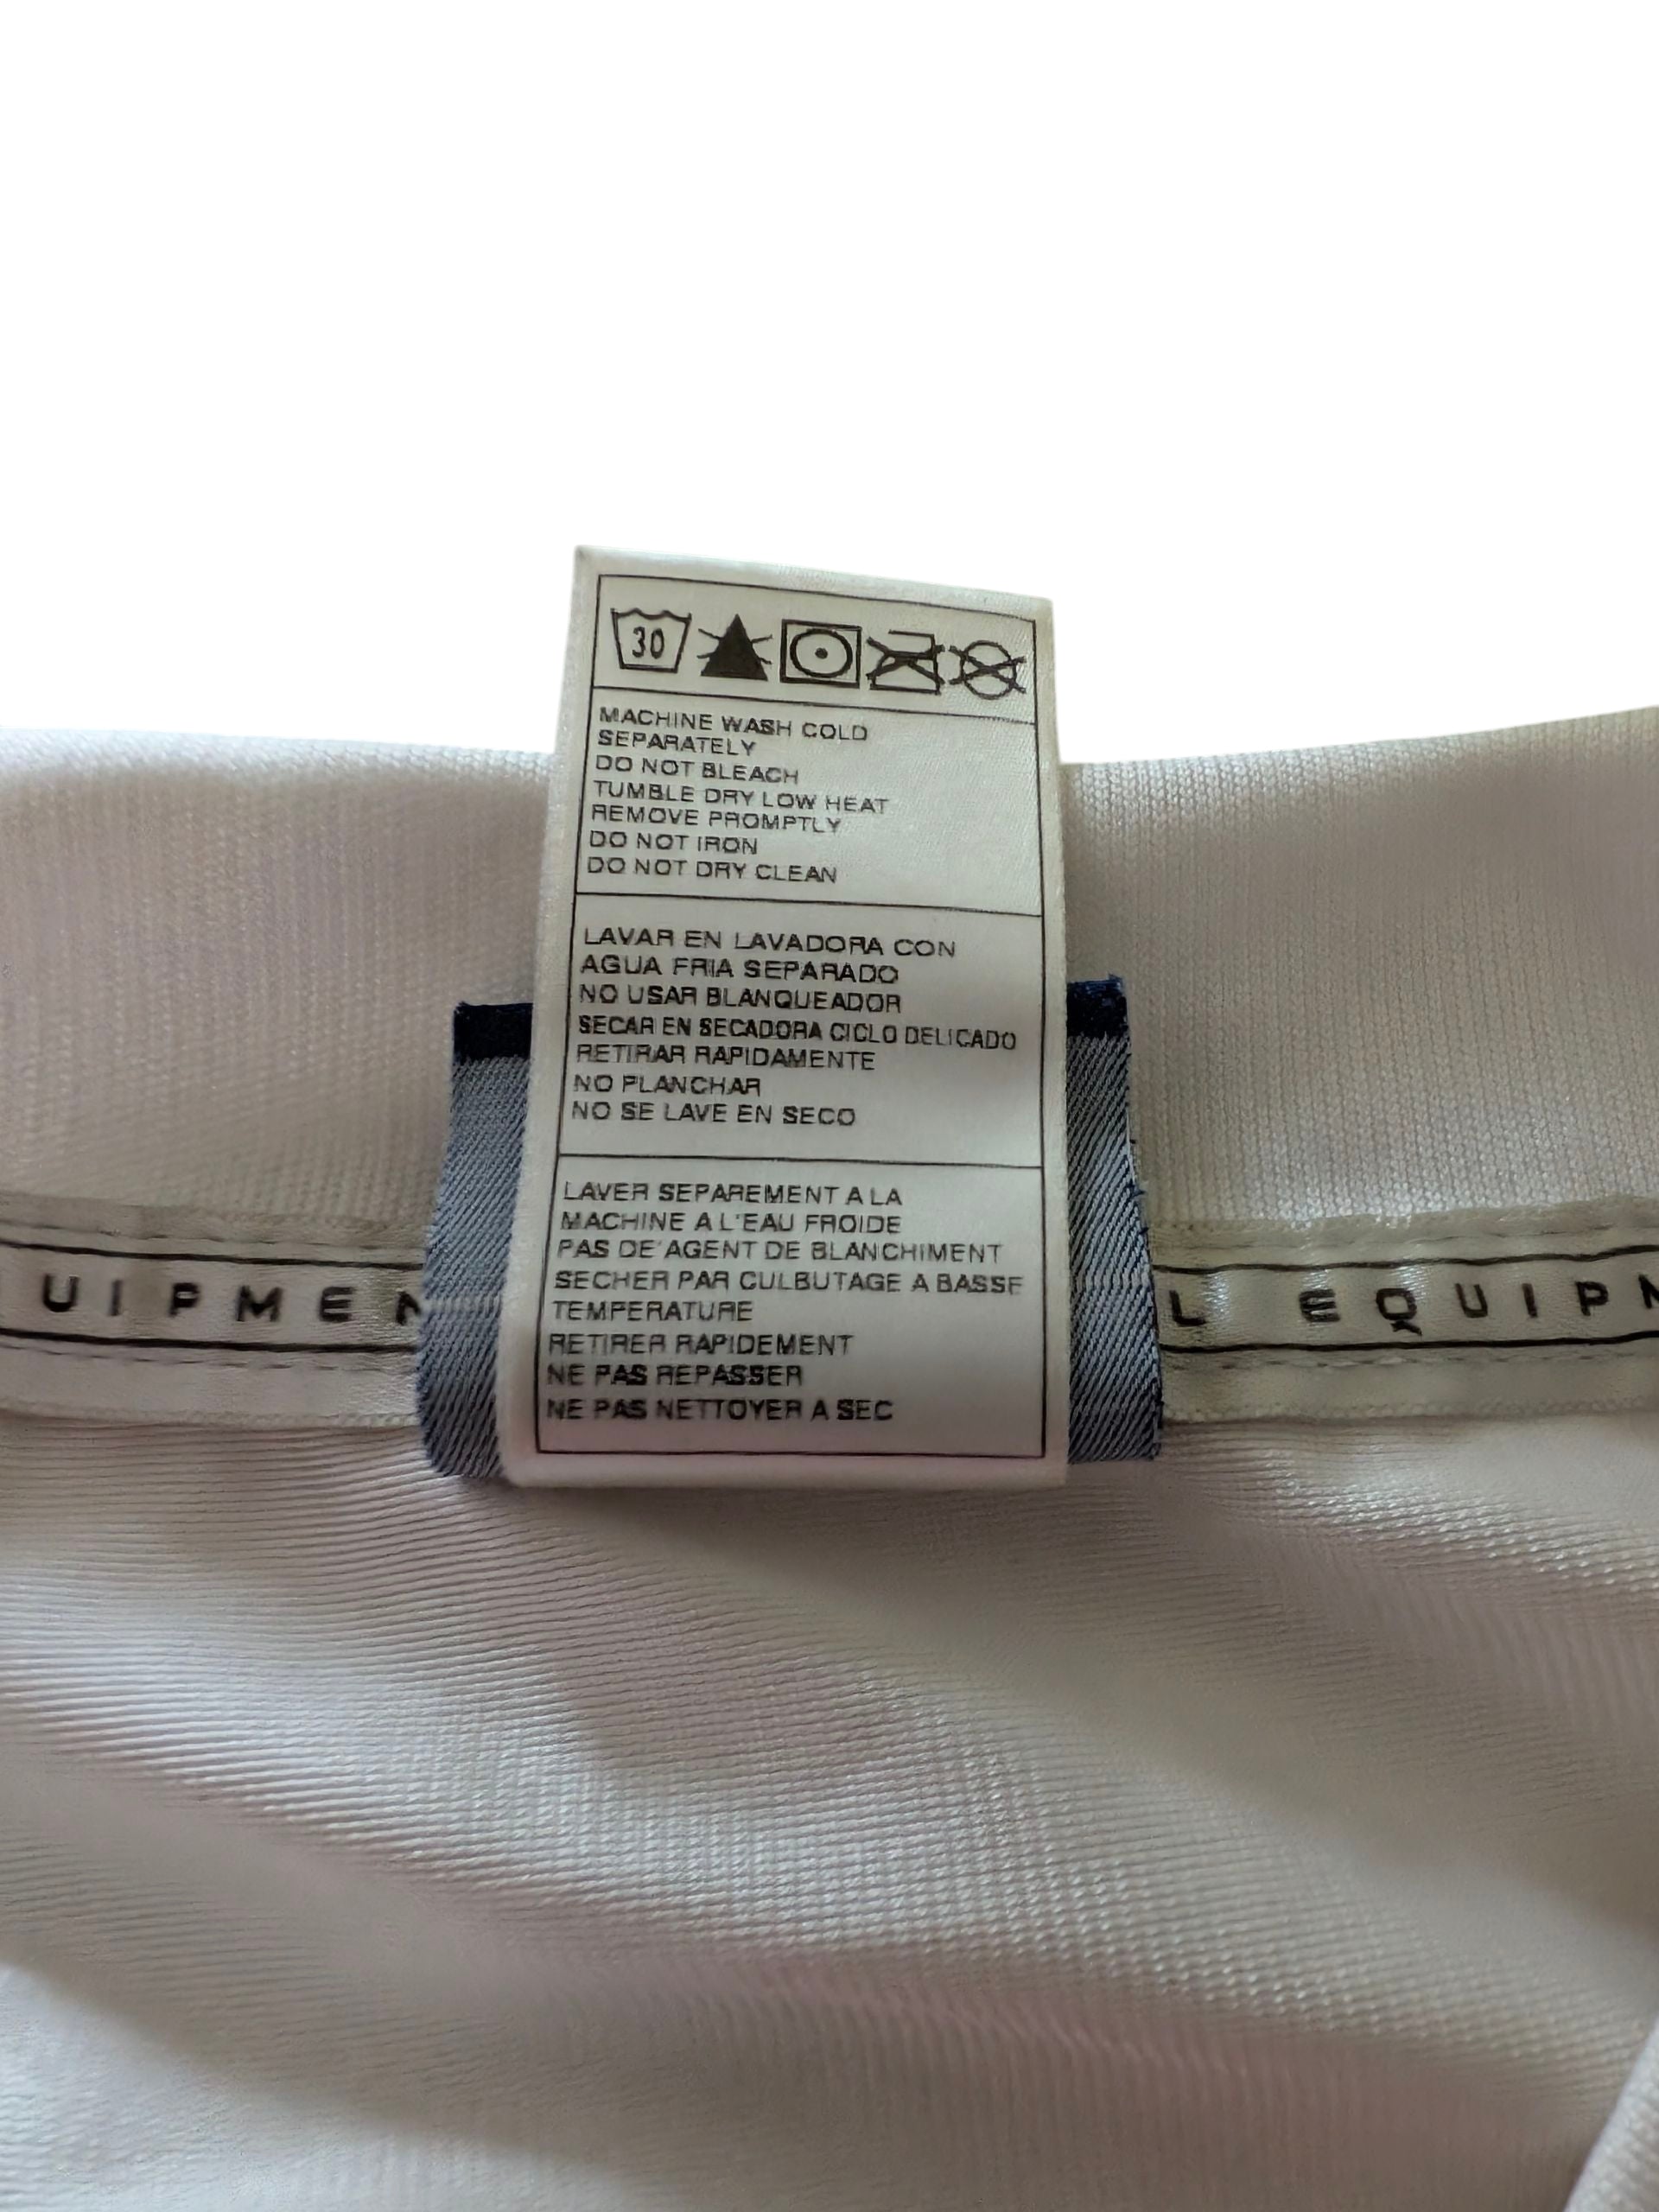 30
MACHINE WASH COLD
SEPARATELY
DO NOT BLEACH
TUMBLE DRY LOW HEAT
REMOVE PROMPTLY
DO NOT IRON
DO NOT DRY CLEAN
LAVAR EN LAVADORA CON
AGUA FRIA SEPARADO
NO USAR BLANQUEADOR
SECAR EN SECADORA CICLO DELICADO
RETIRAR RAPIDAMENTE
NO PLANCHAR
NO SE LAVE EN SECO
LAVER SEPAREMENT A LA
MACHINE A L'EAU FROIDE
PAS DE'AGENT DE BLANCHIMENT
SECHER PAR CULBUTAGE A BASSE
TEMPERATURE
RETIRER RAPIDEMENT
NE PAS REPASSER
NE PAS NETTOYER A SEC
UIPMEN
L EQUIPM